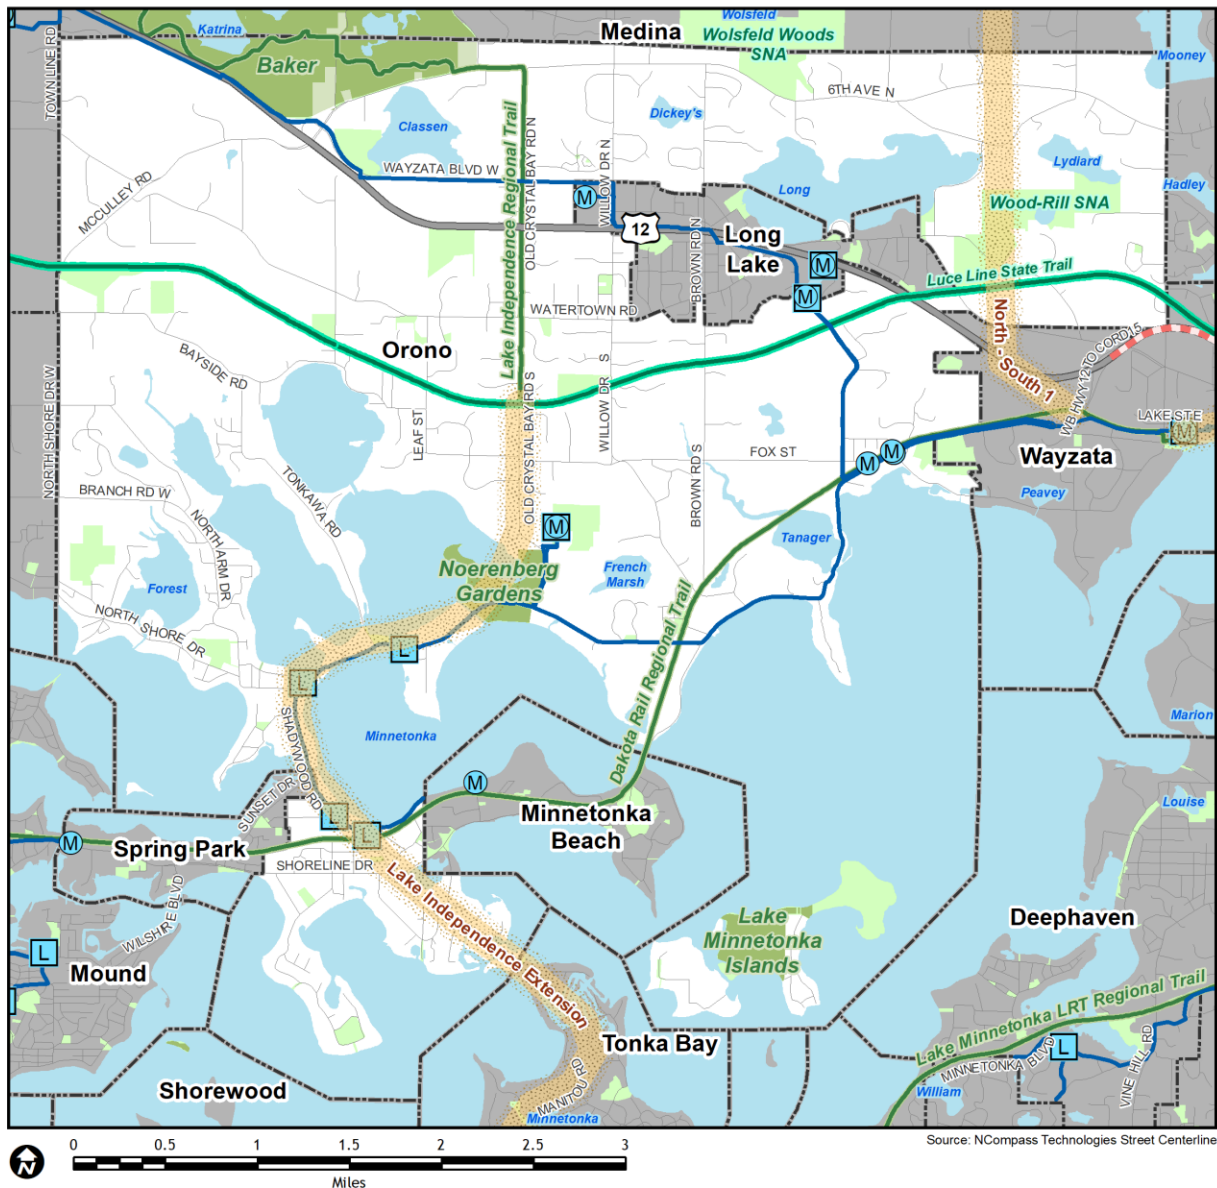 Wolsfeld
Katrina
Medina
Wolsfeld Woods
SNA
TOWN LINE RD
Baker
Mooney
6TH AVE N
Dickey's
Classen
Lake Independence Regional Trail
OLD CRYSTAL BAY RD N
WILLOW DR N
WAYZATA BLVD W
Lydiard
Long
Hadley
MCCULLEY RD
M
Wood-Rill SNA
12
BROWN RD N
Long
Lake
M
M
Luce Line State Trail
WATERTOWN RD
Orono
North - South 1
WB HWY 12 TO CORD 15
BAYSIDE RD
NORTH SHORE DR W
OLD CRYSTAL BAY RD S
WILLOW DR S
LEAF ST
LAKE ST E
M
BROWN RD S
FOX ST
M
M
Wayzata
BRANCH RD W
TONKAWA RD
Peavey
NORTH ARM DR
M
Tanager
Noerenberg
Gardens
French
Marsh
Forest
NORTH SHORE DR
L
L
Dakota Rail Regional Trail
SHADYWOOD RD
Minnetonka
Marion
SUNSET DR
M
Minnetonka
Beach
Louise
L
L
M
Spring Park
SHORELINE DR
WILSHIRE BLVD
Lake Independence Extension
Lake
Minnetonka
Islands
Deephaven
L
Mound
Lake Minnetonka LRT Regional Trail
Tonka Bay
L
MINNETONKA BLVD
VINE HILL RD
Shorewood
MANITOU RD
William
Minnetonka
N
0 0.5 1 1.5 2 2.5 3
Miles
Source: NCompass Technologies Street Centerline